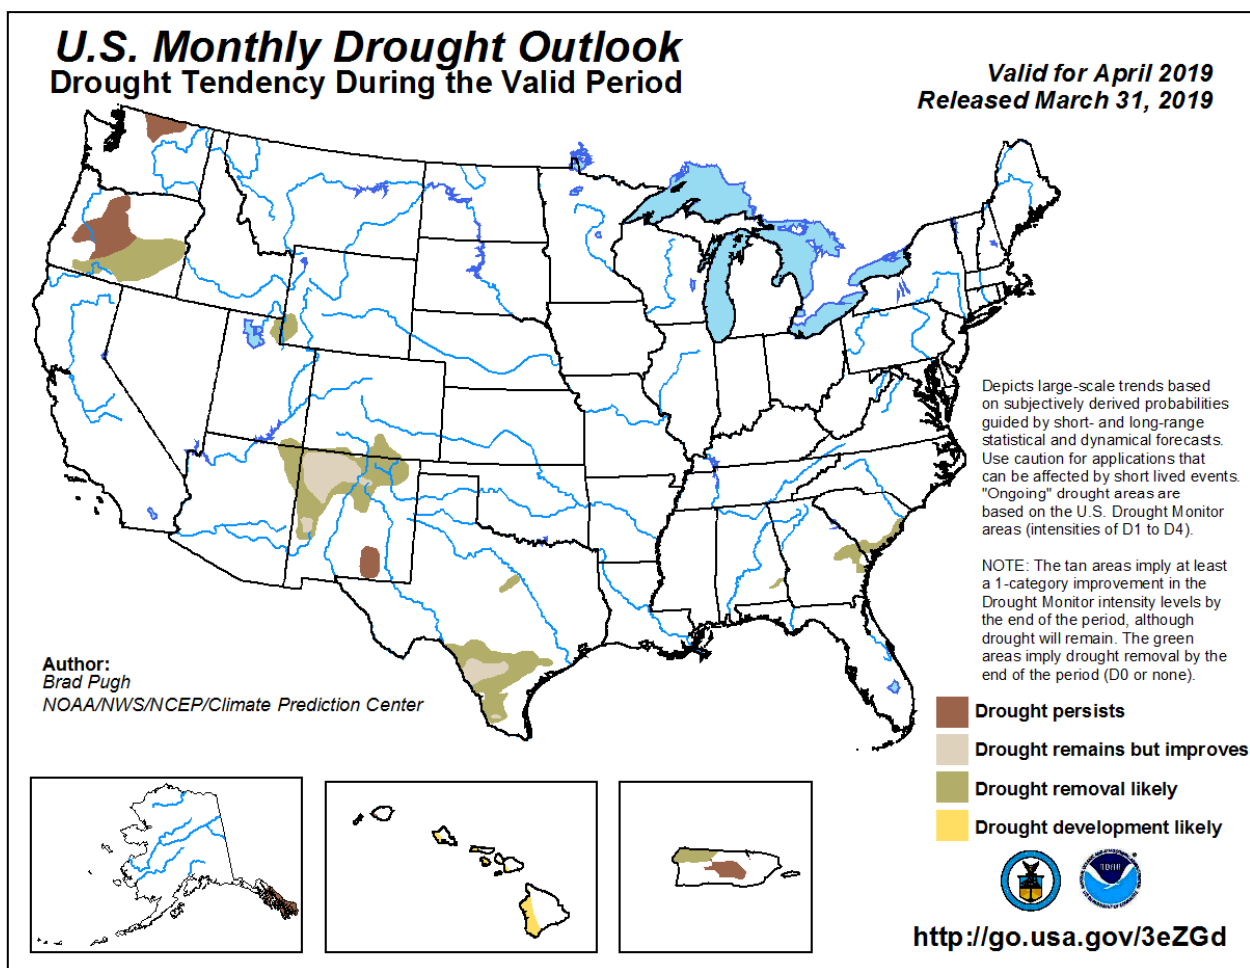 U.S. Monthly Drought Outlook
Drought Tendency During the Valid Period
Valid for April 2019
Released March 31, 2019
Depicts large-scale trends based
on subjectively derived probabilities
guided by short- and long-range
statistical and dynamical forecasts.
Use caution for applications that
can be affected by short lived events.
"Ongoing" drought areas are
based on the U.S. Drought Monitor
areas (intensities of D1 to D4).
NOTE: The tan areas imply at least
a 1-category improvement in the
Drought Monitor intensity levels by
the end of the period, although
drought will remain. The green
areas imply drought removal by the
end of the period (D0 or none).
Author:
Brad Pugh
NOAA/NWS/NCEP/Climate Prediction Center
Drought persists
Drought remains but improves
Drought removal likely
Drought development likely
http://go.usa.gov/3eZGd